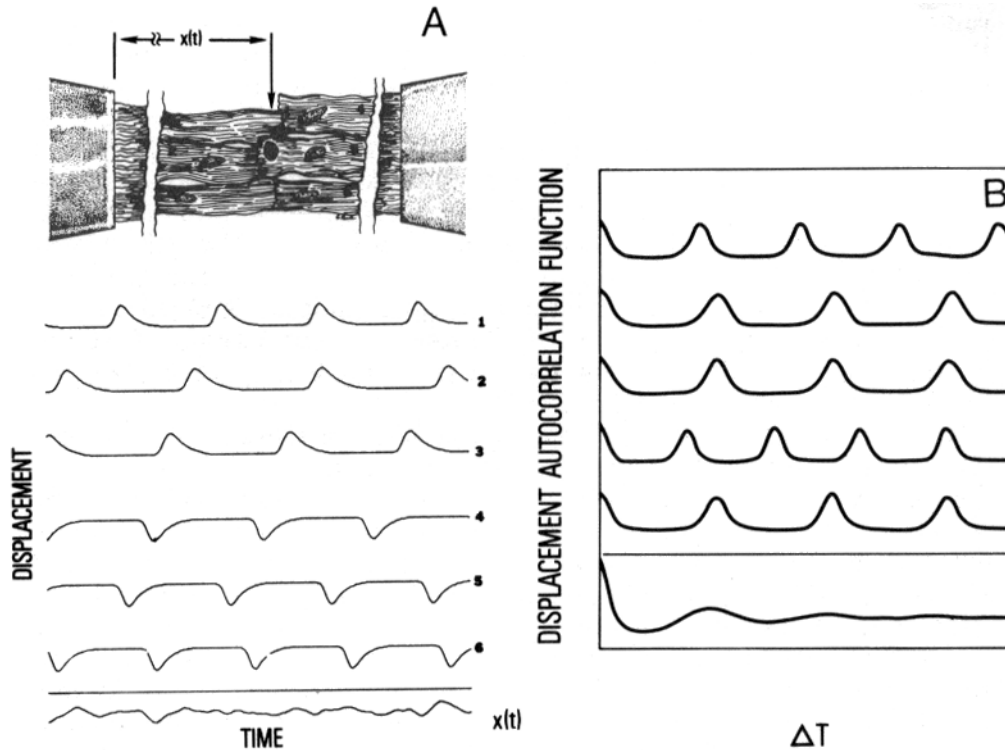 A
x(t)
1
2
3
4
5
6
DISPLACEMENT
TIME
x(t)
B
DISPLACEMENT AUTOCORRELATION FUNCTION
ΔT